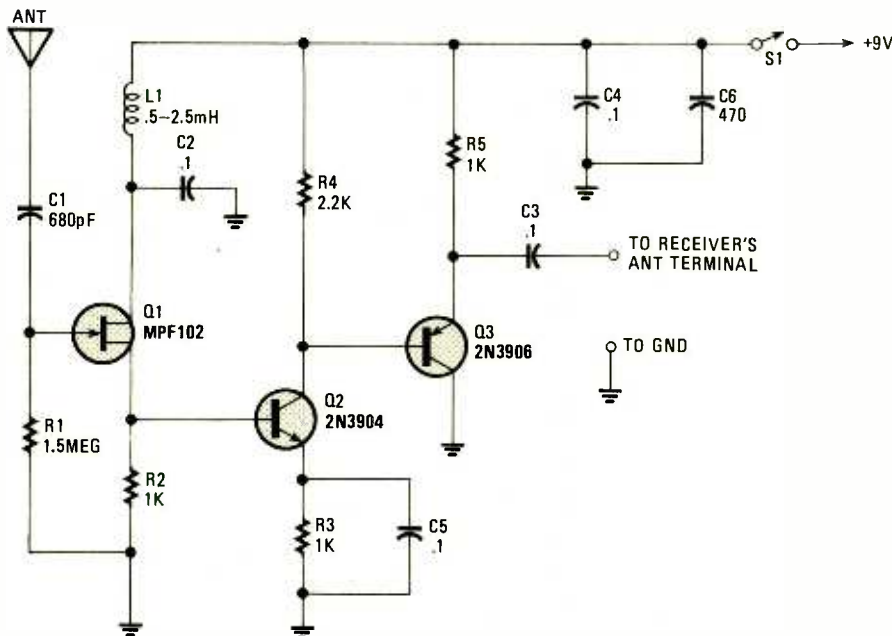 ANT
+9V
S1
L1
.5–2.5mH
C2
.1
C4
.1
C6
470
R5
1K
R4
2.2K
C1
680pF
C3
.1
TO RECEIVER'S
ANT TERMINAL
Q1
MPF102
Q3
2N3906
TO GND
Q2
2N3904
R1
1.5MEG
R2
1K
R3
1K
C5
.1